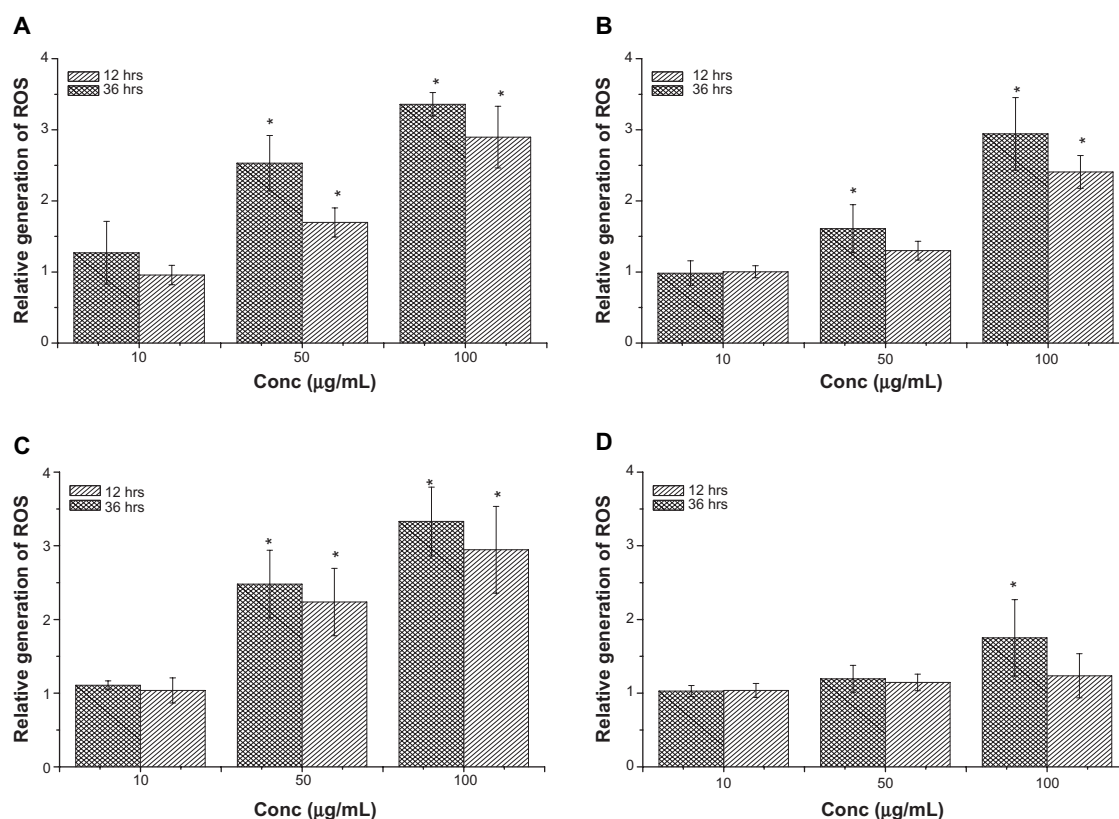 A
Relative generation of ROS
4
3
2
1
0
12 hrs
36 hrs
*
*
*
*
10
50
100
Conc (µg/mL)
B
Relative generation of ROS
4
3
2
1
0
12 hrs
36 hrs
*
*
*
10
50
100
Conc (µg/mL)
C
Relative generation of ROS
4
3
2
1
0
12 hrs
36 hrs
*
*
*
*
10
50
100
Conc (µg/mL)
D
Relative generation of ROS
4
3
2
1
0
12 hrs
36 hrs
*
10
50
100
Conc (µg/mL)